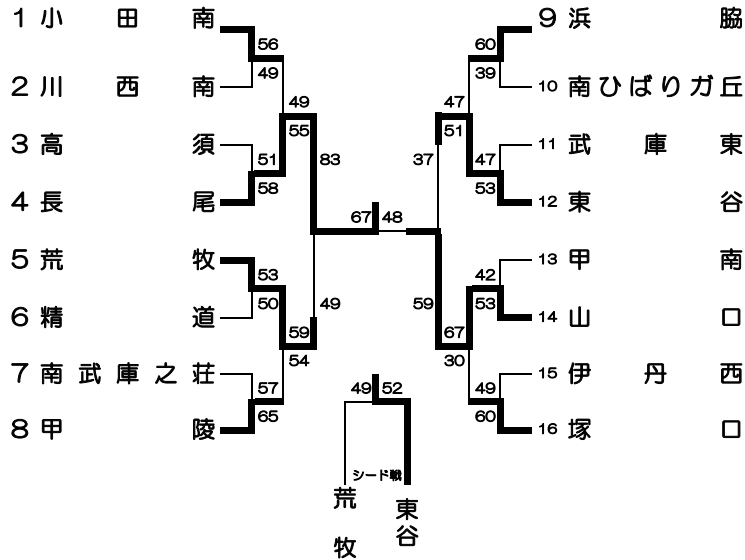 1 小田南
2 川西南
3 高須
4 長尾
5 荒牧
6 精道
7 南武庫之荘
8 甲陵
56
49
51
58
53
50
57
65
49
55
59
54
83
49
67 48
37
59
47
51
67
30
60
39
47
53
42
53
49
60
9 浜脇
10 南ひばりガ丘
11 武庫東
12 東谷
13 甲南
14 山口
15 伊丹西
16 塚口
49 52
シード戦
荒牧
東谷